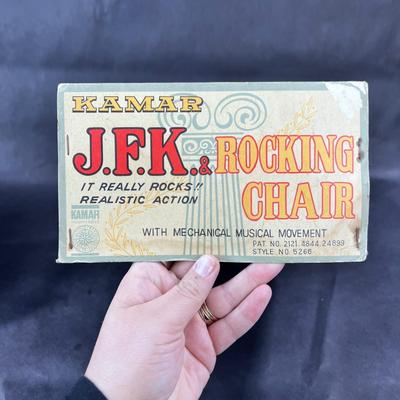 KAMAR
J.F.K. & ROCKING
CHAIR
IT REALLY ROCKS!!
REALISTIC ACTION
WITH MECHANICAL MUSICAL MOVEMENT
KAMAR
PAT. NO. 2121. 4844. 24899
STYLE NO. 5266